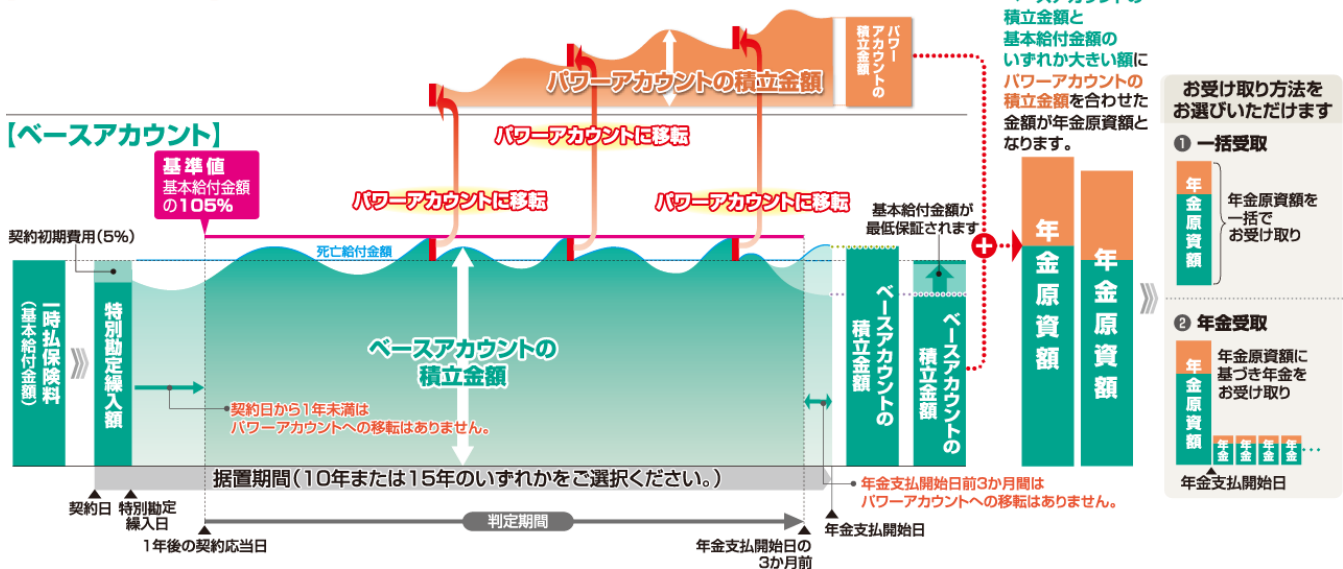 積立金額と
基本給付金額の
いずれか大きい額に
パワーアカウントの
積立金額を合わせた
金額が年金原資額と
なります。
パワーアカウントの積立金額
パワー
アカウントの
積立金額
【ベースアカウント】
基準値
基本給付金額
の105%
パワーアカウントに移転
パワーアカウントに移転
パワーアカウントに移転
契約初期費用(5%)
死亡給付金額
基本給付金額が
最低保証されます
一時払保険料
(基本給付金額)
特別勘定繰入額
ベースアカウントの
積立金額
契約日から1年未満は
パワーアカウントへの移転はありません。
ベースアカウントの
積立金額
ベースアカウントの
積立金額
年金原資額
年金原資額
据置期間(10年または15年のいずれかをご選択ください。)
年金支払開始日前3か月間は
パワーアカウントへの移転はありません。
契約日
特別勘定
繰入日
判定期間
1年後の契約応当日
年金支払開始日の
3か月前
年金支払開始日
お受け取り方法を
お選びいただけます
❶ 一括受取
年金原資額
年金原資額を
一括で
お受け取り
❷ 年金受取
年金原資額
年金原資額に
基づき年金を
お受け取り
年金
年金
年金
年金
…
年金支払開始日